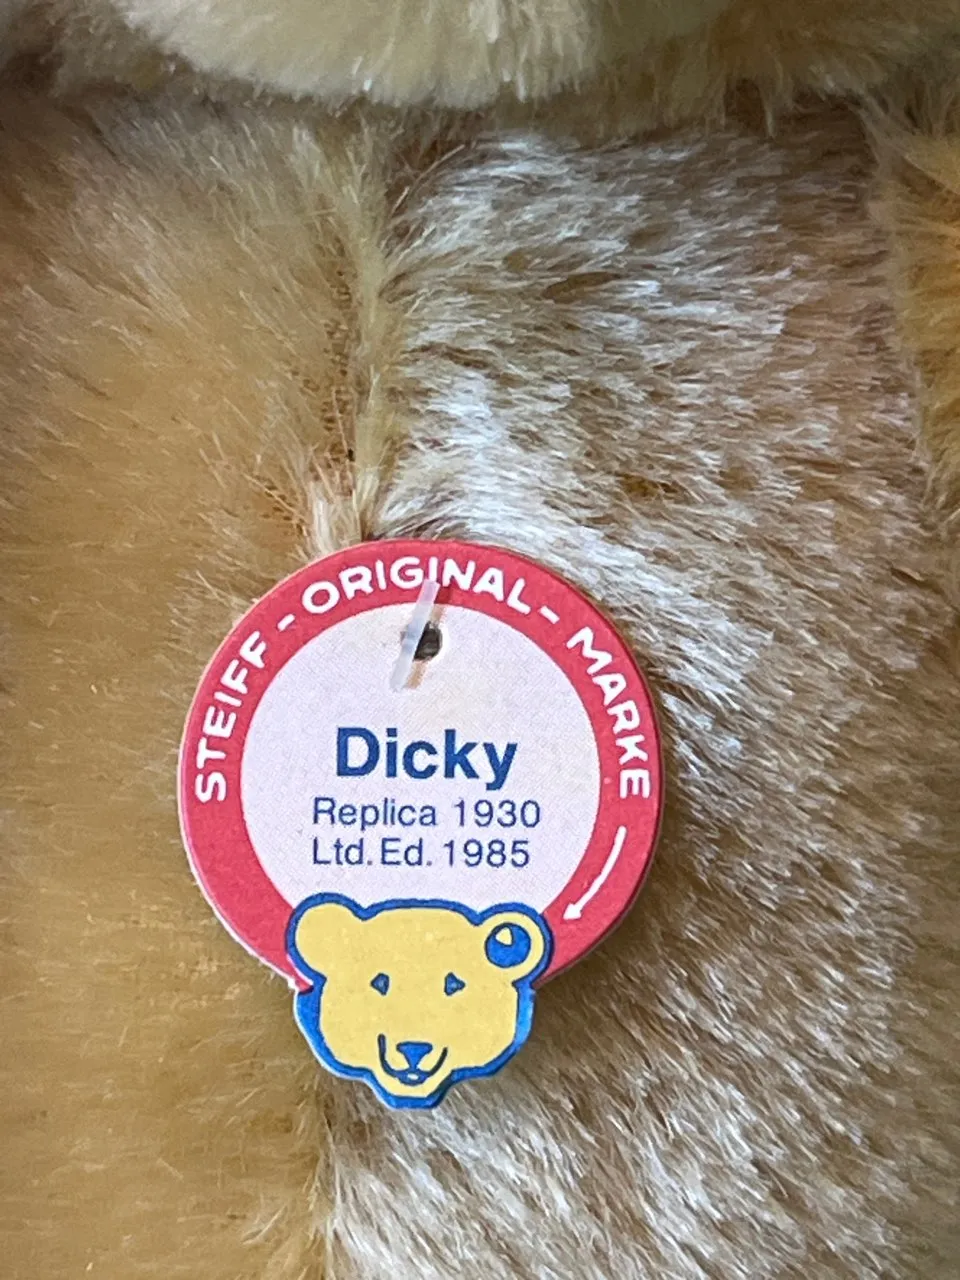 STEIFF - ORIGINAL - MARKE
Dicky
Replica 1930
Ltd. Ed. 1985